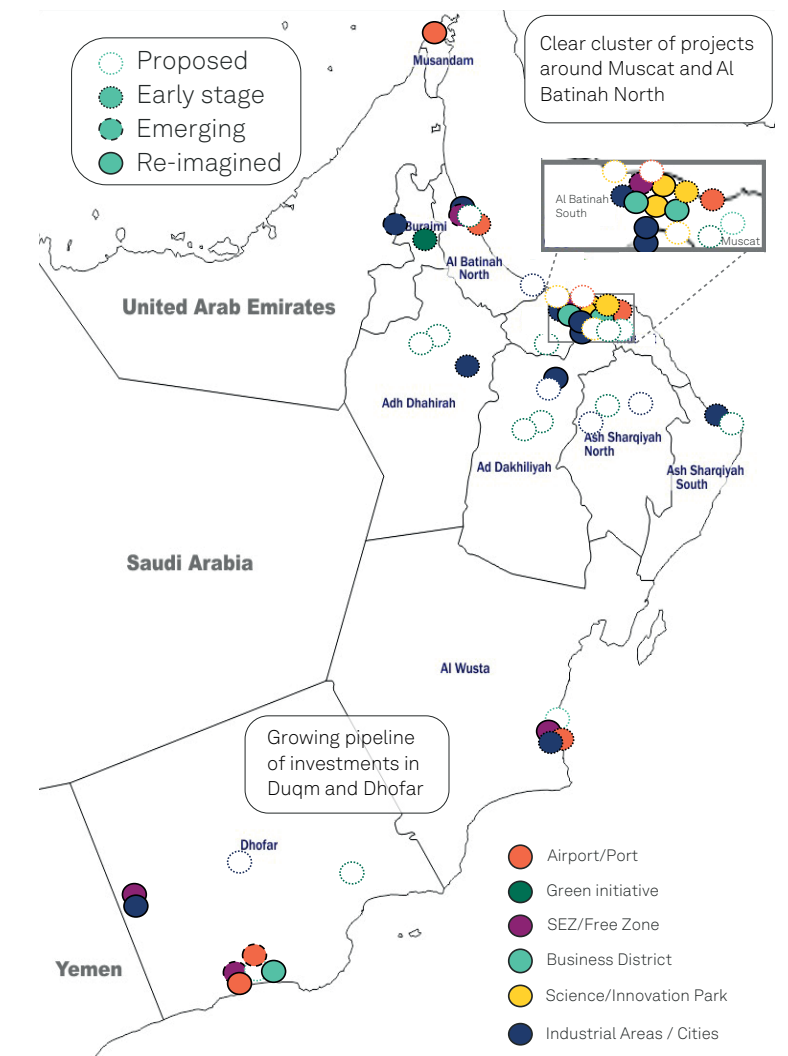 Proposed
Early stage
Emerging
Re-imagined
Musandam
Clear cluster of projects
around Muscat and Al
Batinah North
Al Batinah
South
Muscat
Buraimi
Al Batinah
North
United Arab Emirates
Adh Dhahirah
Ad Dakhiliyah
Ash Sharqiyah
North
Ash Sharqiyah
South
Saudi Arabia
Al Wusta
Growing pipeline
of investments in
Duqm and Dhofar
Dhofar
Yemen
Airport/Port
Green initiative
SEZ/Free Zone
Business District
Science/Innovation Park
Industrial Areas / Cities